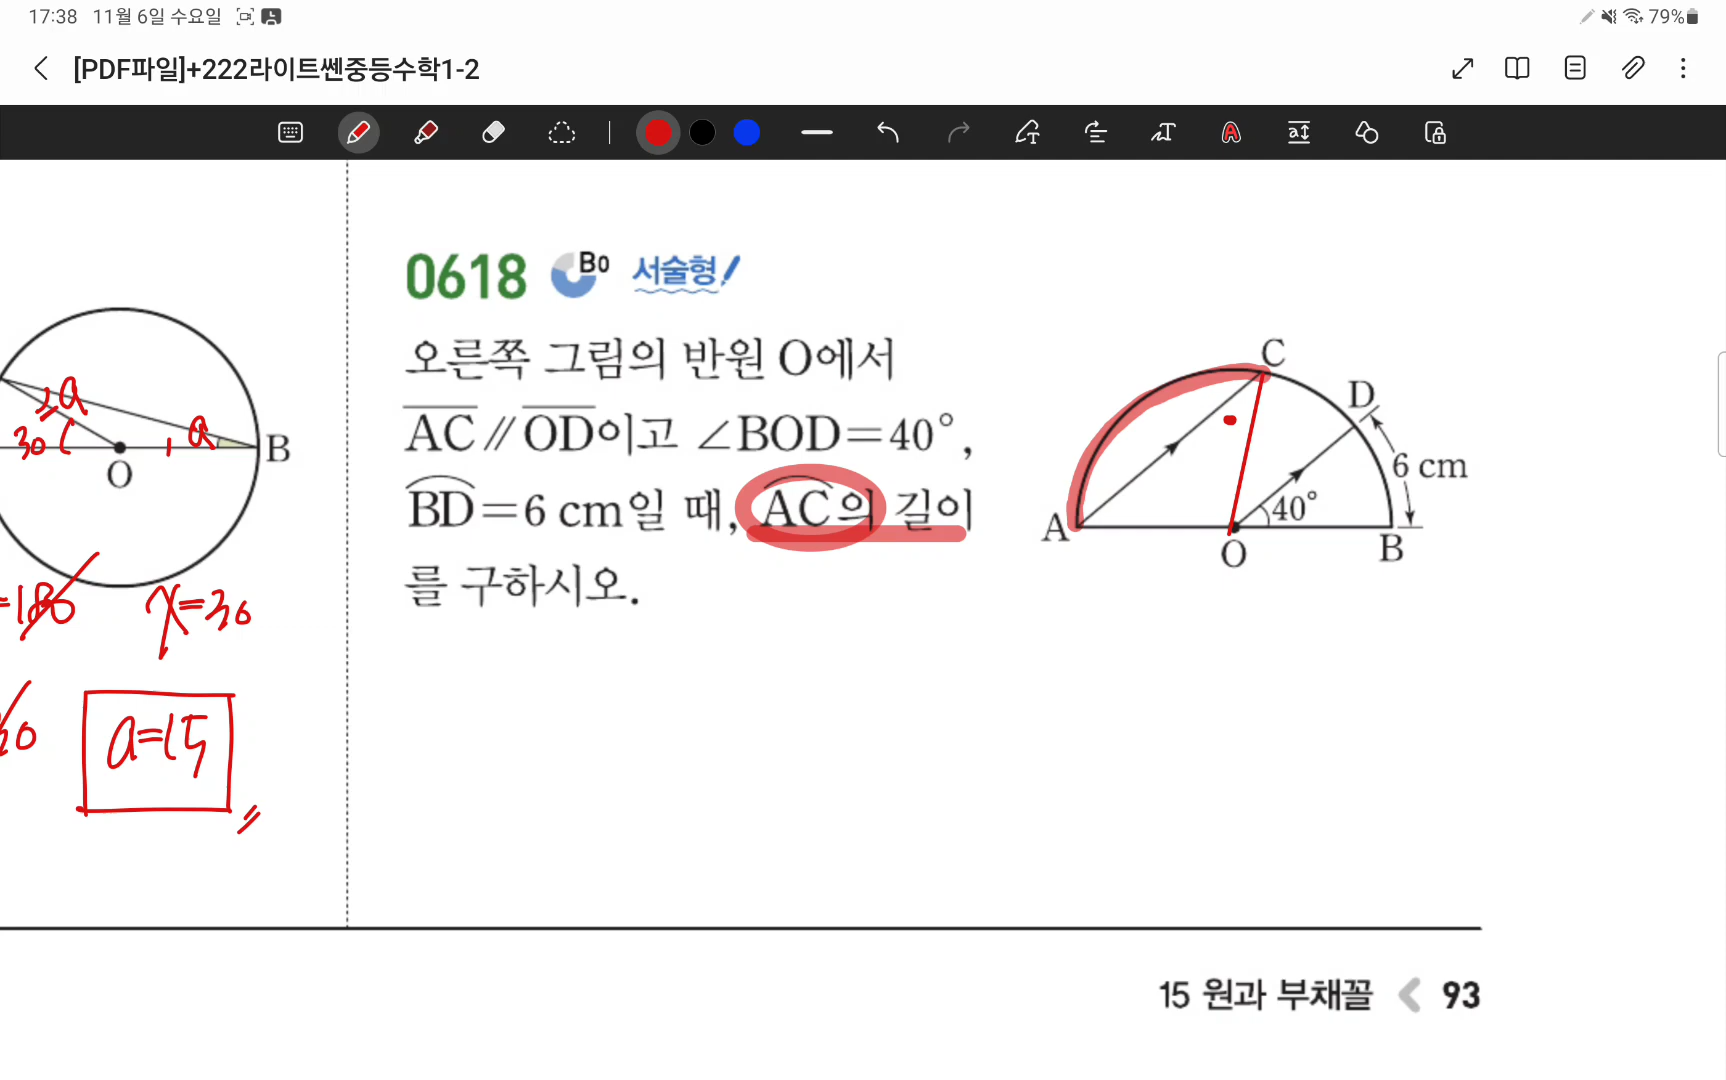 17:38 11월 6일 수요일
79%
[PDF파일]+222라이트쎈중등수학1-2
a
30
a
B
O
=180
x=30
a=15
0618 B0 서술형
오른쪽 그림의 반원 O에서
AC∥OD이고 ∠BOD=40°,
BD=6 cm일 때, AC의 길이
를 구하시오.
C
D
6 cm
40°
A
O
B
15 원과 부채꼴 93